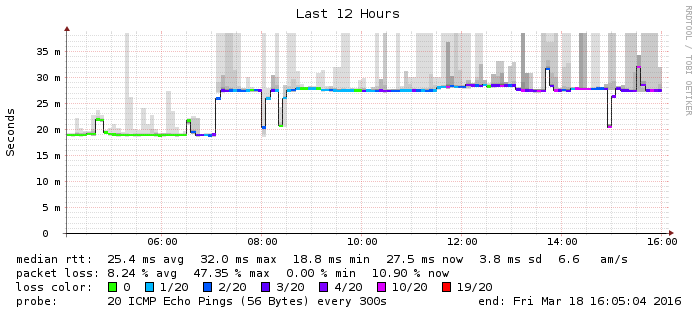 Last 12 Hours
RRDTOOL / TOBI OETIKER
Seconds
35 m
30 m
25 m
20 m
15 m
10 m
5 m
0
06:00 08:00 10:00 12:00 14:00 16:00
median rtt: 25.4 ms avg 32.0 ms max 18.8 ms min 27.5 ms now 3.8 ms sd 6.6 am/s
packet loss: 8.24 % avg 47.35 % max 0.00 % min 10.90 % now
loss color: 0 1/20 2/20 3/20 4/20 10/20 19/20
probe: 20 ICMP Echo Pings (56 Bytes) every 300s end: Fri Mar 18 16:05:04 2016